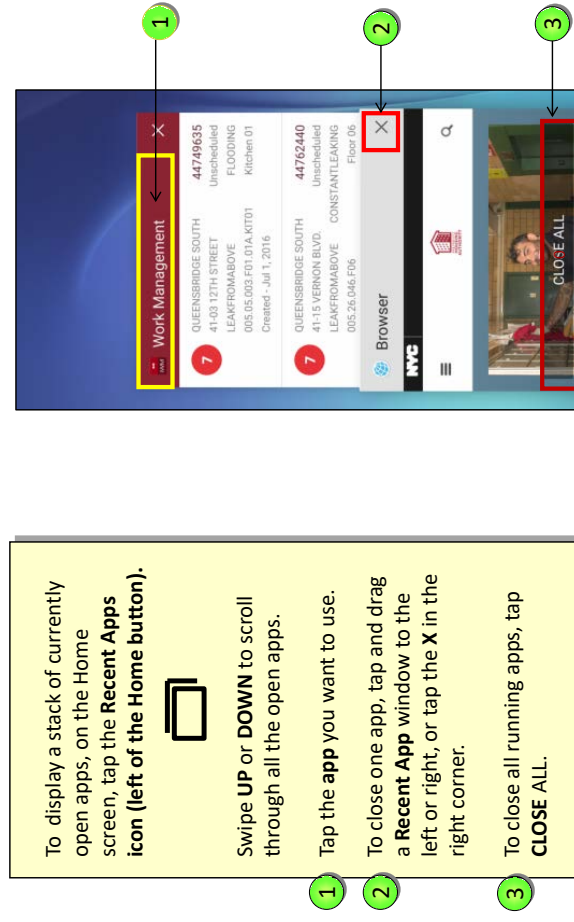 To display a stack of currently
open apps, on the Home
screen, tap the Recent Apps
icon (left of the Home button).
Swipe UP or DOWN to scroll
through all the open apps.
1 Tap the app you want to use.
2 To close one app, tap and drag
a Recent App window to the
left or right, or tap the X in the
right corner.
3 To close all running apps, tap
CLOSE ALL.
Work Management
1
7
QUEENSBRIDGE SOUTH 44749635
41-03 12TH STREET Unscheduled
LEAKFROMABOVE FLOODING
005.05.003.F01.01A.KIT01 Kitchen 01
Created - Jul 1, 2016
7
QUEENSBRIDGE SOUTH 44762440
41-15 VERNON BLVD. Unscheduled
LEAKFROMABOVE CONSTANTLEAKING
005.26.046.F06 Floor 06
Browser
2
NYC
CLOSE ALL
3